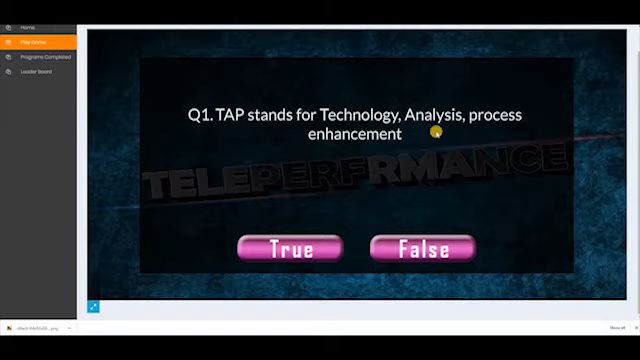 Home
Play Game
Programs Completed
Leader Board
Q1. TAP stands for Technology, Analysis, process
enhancement
TELEPERFRMANCE
True
False
Show all